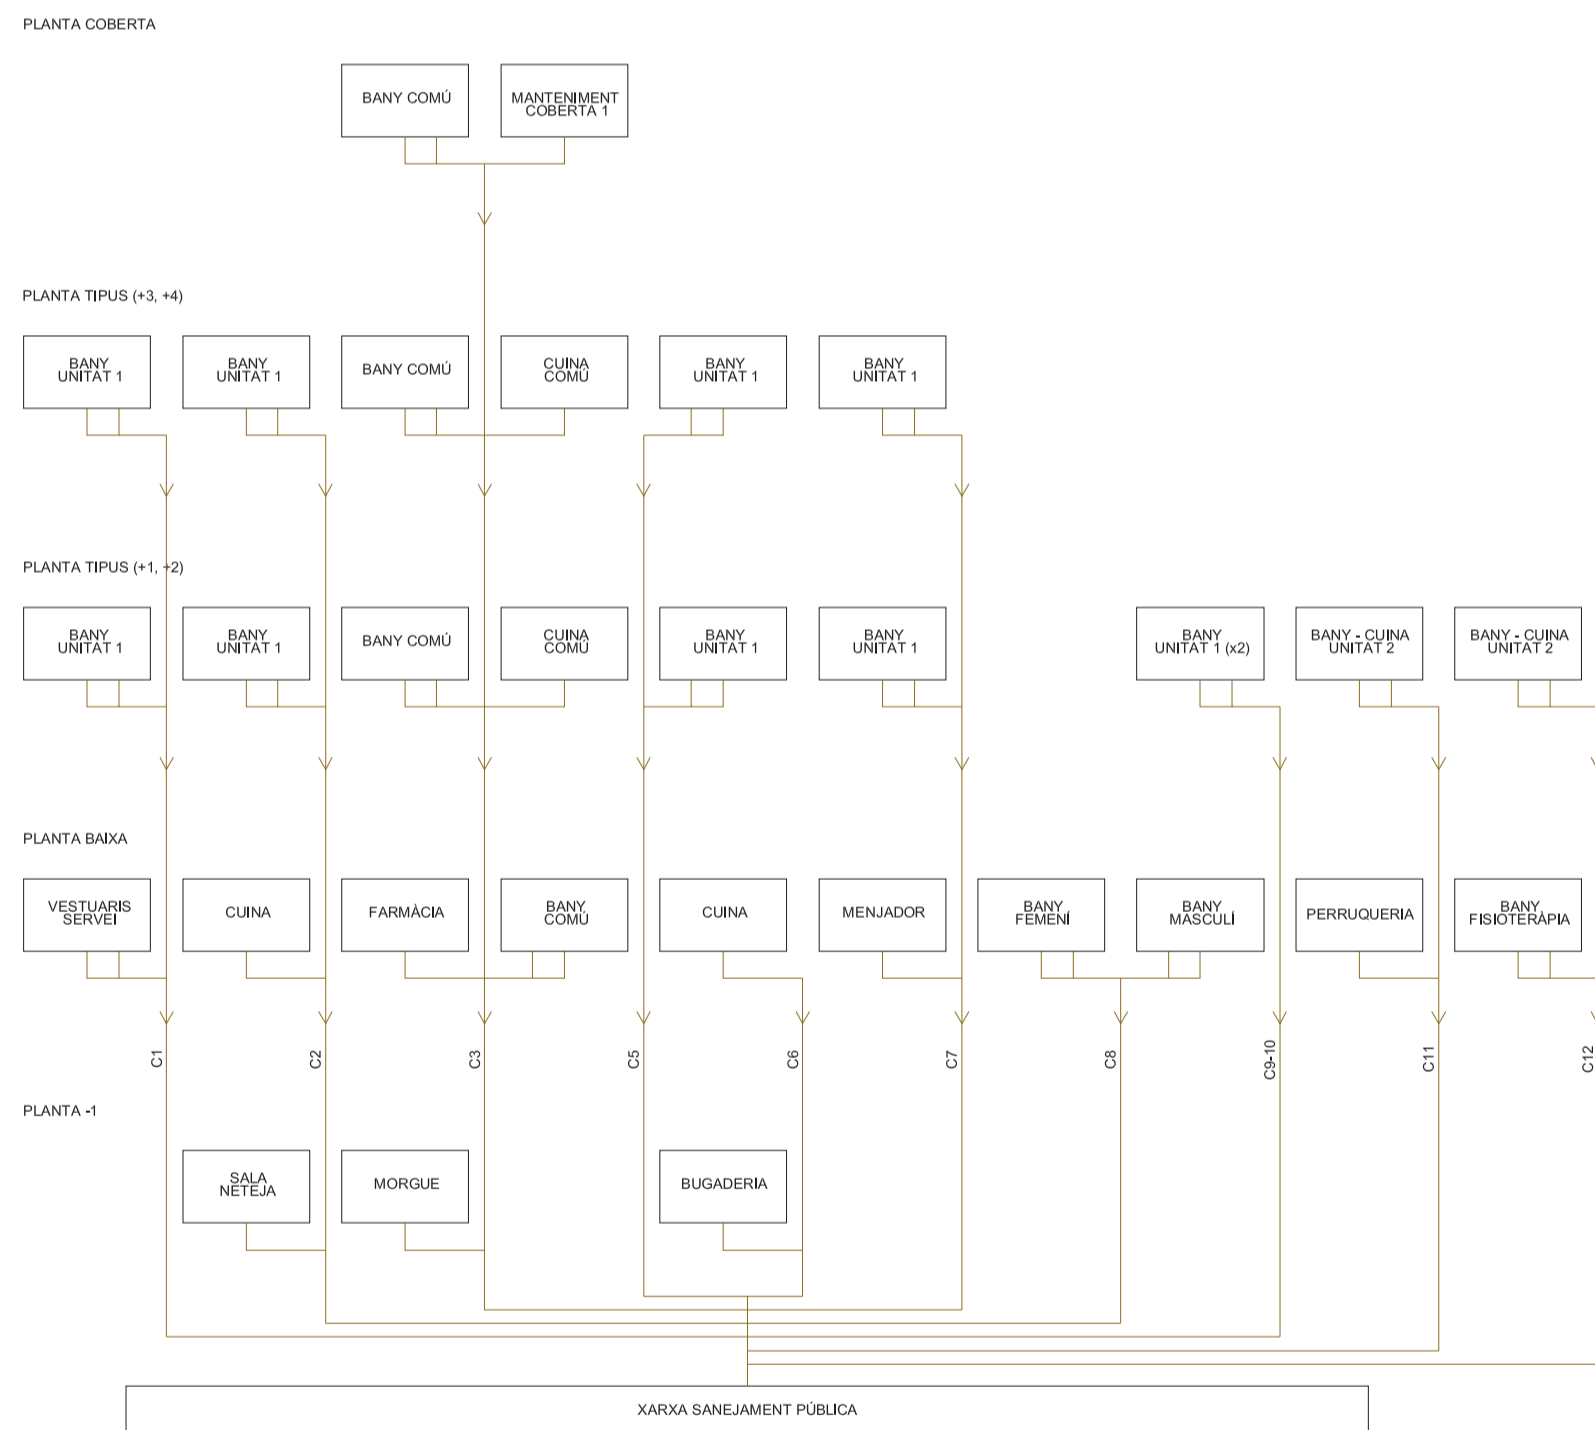 PLANTA COBERTA
BANY COMÚ
MANTENIMENT
COBERTA 1
PLANTA TIPUS (+3, +4)
BANY
UNITAT 1
BANY
UNITAT 1
BANY COMÚ
CUINA
COMÚ
BANY
UNITAT 1
BANY
UNITAT 1
PLANTA TIPUS (+1, +2)
BANY
UNITAT 1
BANY
UNITAT 1
BANY COMÚ
CUINA
COMÚ
BANY
UNITAT 1
BANY
UNITAT 1
BANY
UNITAT 1 (x2)
BANY - CUINA
UNITAT 2
BANY - CUINA
UNITAT 2
PLANTA BAIXA
VESTUARIS
SERVEI
CUINA
FARMÀCIA
BANY
COMÚ
CUINA
MENJADOR
BANY
FEMENÍ
BANY
MASCULÍ
PERRUQUERIA
BANY
FISIOTERÀPIA
C1
C2
C3
C5
C6
C7
C8
C9-10
C11
C12
PLANTA -1
SALA
NETEJA
MORGUE
BUGADERIA
XARXA SANEJAMENT PÚBLICA